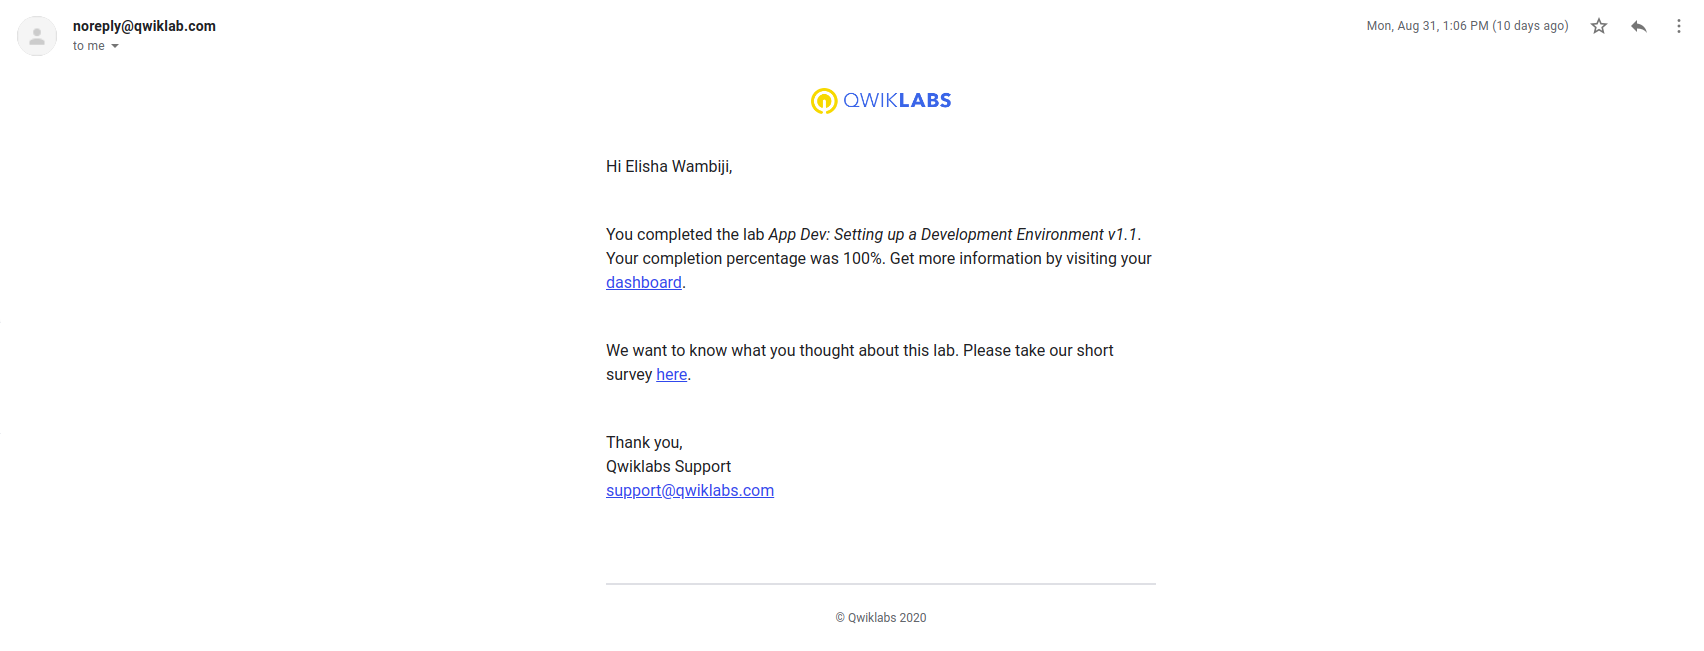 noreply@qwiklab.com
Mon, Aug 31, 1:06 PM (10 days ago)
to me
QWIKLABS
Hi Elisha Wambiji,
You completed the lab App Dev: Setting up a Development Environment v1.1.
Your completion percentage was 100%. Get more information by visiting your
dashboard.
We want to know what you thought about this lab. Please take our short
survey here.
Thank you,
Qwiklabs Support
support@qwiklabs.com
© Qwiklabs 2020